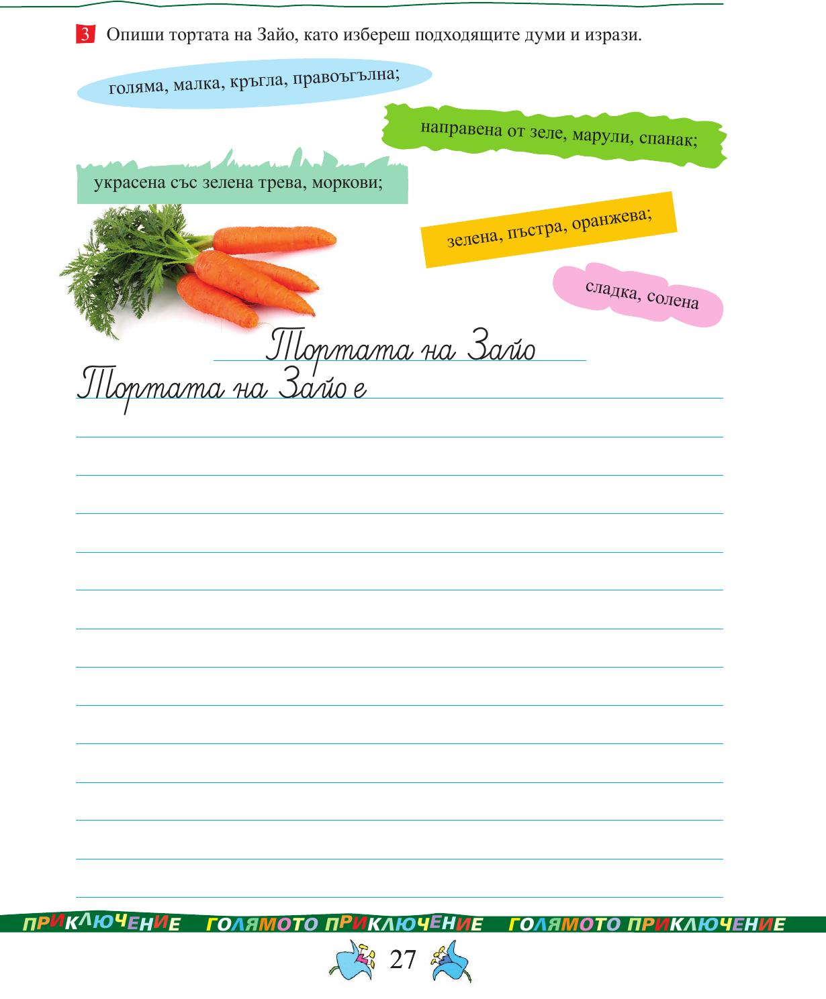 3 Опиши тортата на Зайо, като избереш подходящите думи и изрази.
голяма, малка, кръгла, правоъгълна;
направена от зеле, марули, спанак;
украсена със зелена трева, моркови;
зелена, пъстра, оранжева;
сладка, солена
Тортата на Зайо
Тортата на Зайо е
ПРИКЛЮЧЕНИЕ ГОЛЯМОТО ПРИКЛЮЧЕНИЕ ГОЛЯМОТО ПРИКЛЮЧЕНИЕ
27